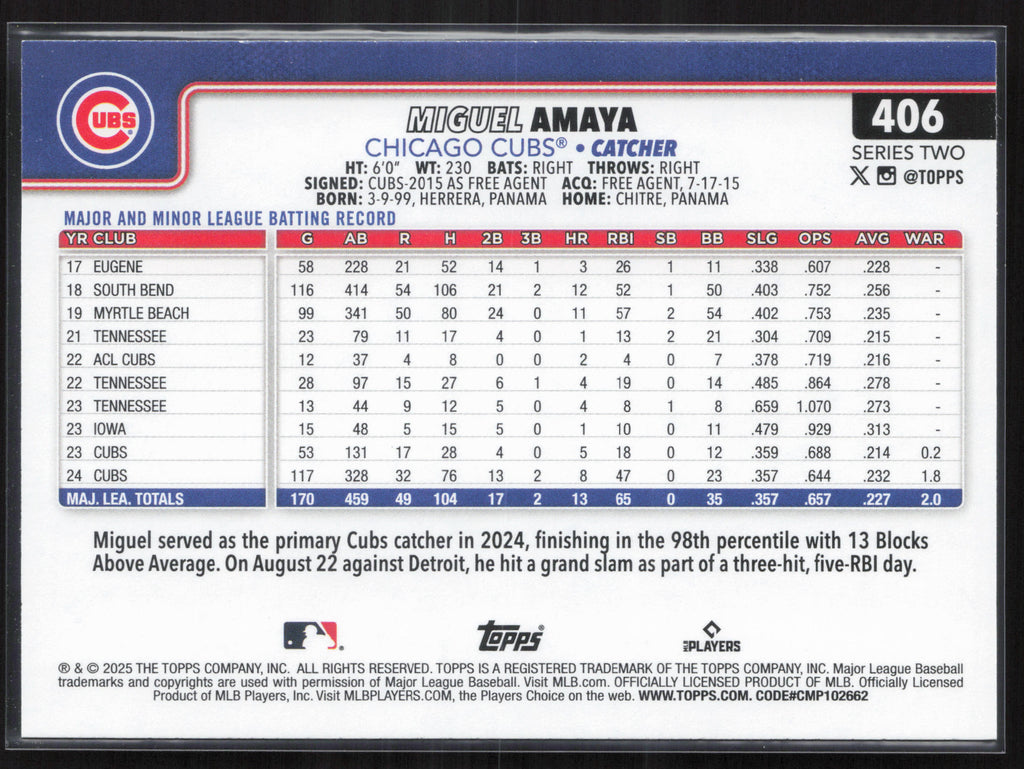 CUBS
406
MIGUEL AMAYA
CHICAGO CUBS® • CATCHER
SERIES TWO
@TOPPS
HT: 6'0" WT: 230 BATS: RIGHT THROWS: RIGHT
SIGNED: CUBS-2015 AS FREE AGENT ACQ: FREE AGENT, 7-17-15
BORN: 3-9-99, HERRERA, PANAMA HOME: CHITRE, PANAMA
MAJOR AND MINOR LEAGUE BATTING RECORD
YR CLUB G AB R H 2B 3B HR RBI SB BB SLG OPS AVG WAR
17 EUGENE 58 228 21 52 14 1 3 26 1 11 .338 .607 .228 -
18 SOUTH BEND 116 414 54 106 21 2 12 52 1 50 .403 .752 .256 -
19 MYRTLE BEACH 99 341 50 80 24 0 11 57 2 54 .402 .753 .235 -
21 TENNESSEE 23 79 11 17 4 0 1 13 2 21 .304 .709 .215 -
22 ACL CUBS 12 37 4 8 0 0 2 4 0 7 .378 .719 .216 -
22 TENNESSEE 28 97 15 27 6 1 4 19 0 14 .485 .864 .278 -
23 TENNESSEE 13 44 9 12 5 0 4 8 1 8 .659 1.070 .273 -
23 IOWA 15 48 5 15 5 0 1 10 0 11 .479 .929 .313 -
23 CUBS 53 131 17 28 4 0 5 18 0 12 .359 .688 .214 0.2
24 CUBS 117 328 32 76 13 2 8 47 0 23 .357 .644 .232 1.8
MAJ. LEA. TOTALS 170 459 49 104 17 2 13 65 0 35 .357 .657 .227 2.0
Miguel served as the primary Cubs catcher in 2024, finishing in the 98th percentile with 13 Blocks
Above Average. On August 22 against Detroit, he hit a grand slam as part of a three-hit, five-RBI day.
Topps® MLB PLAYERS
® & © 2025 THE TOPPS COMPANY, INC. ALL RIGHTS RESERVED. TOPPS IS A REGISTERED TRADEMARK OF THE TOPPS COMPANY, INC. Major League Baseball
trademarks and copyrights are used with permission of Major League Baseball. Visit MLB.com. OFFICIALLY LICENSED PRODUCT OF MLB. Officially Licensed
Product of MLB Players, Inc. Visit MLBPLAYERS.COM, the Players Choice on the web. WWW.TOPPS.COM. CODE#CMP102662